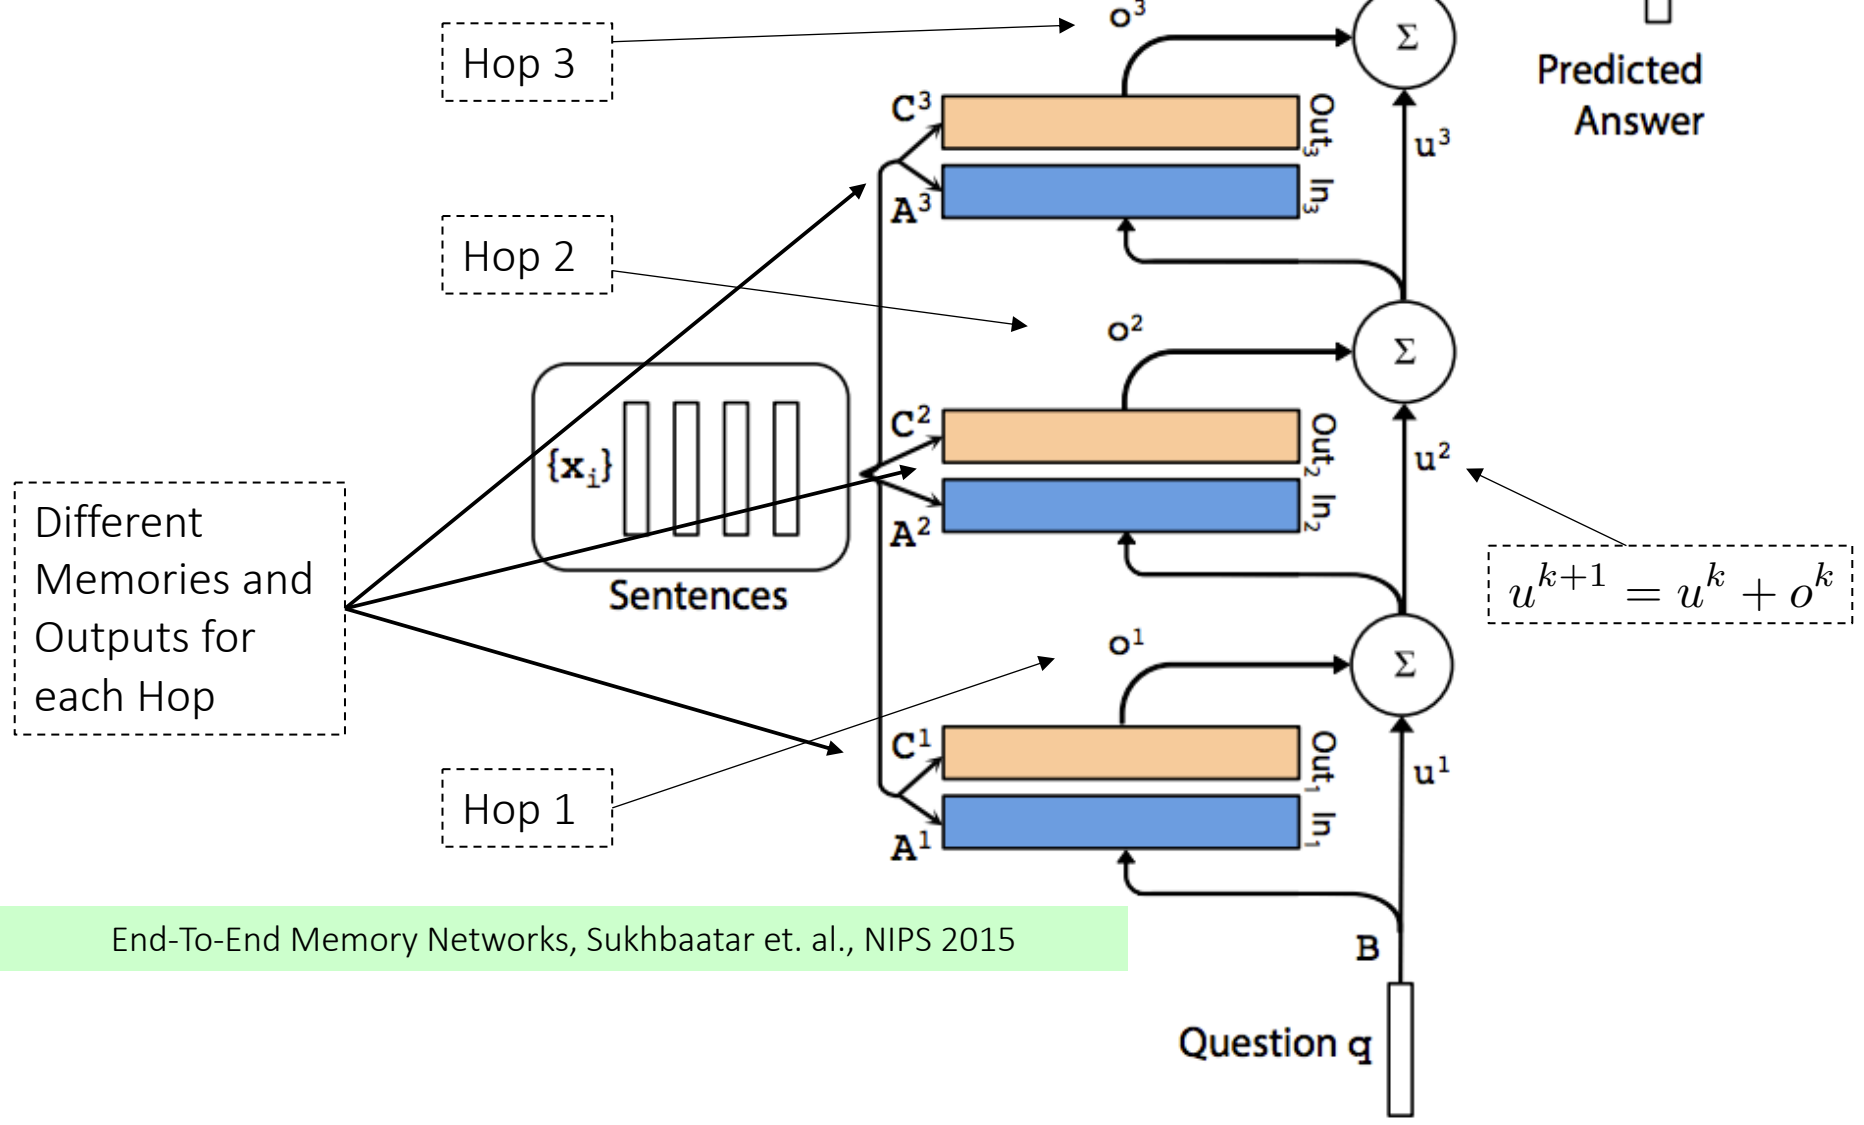 o³
Σ
Hop 3
Predicted
Answer
C³
Out₃
u³
In₃
A³
Hop 2
o²
Σ
C²
Out₂
u²
{xᵢ}
In₂
A²
Different
Memories and
Outputs for
each Hop
Sentences
u^{k+1} = u^k + o^k
o¹
Σ
C¹
Out₁
u¹
Hop 1
In₁
A¹
End-To-End Memory Networks, Sukhbaatar et. al., NIPS 2015
B
Question q